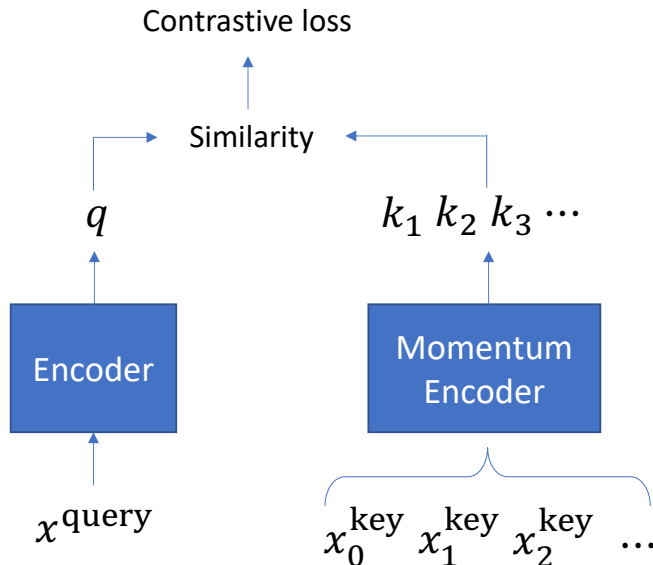 Contrastive loss
Similarity
q k₁ k₂ k₃ ⋯
Encoder
Momentum
Encoder
x^query
x₀^key x₁^key x₂^key ⋯